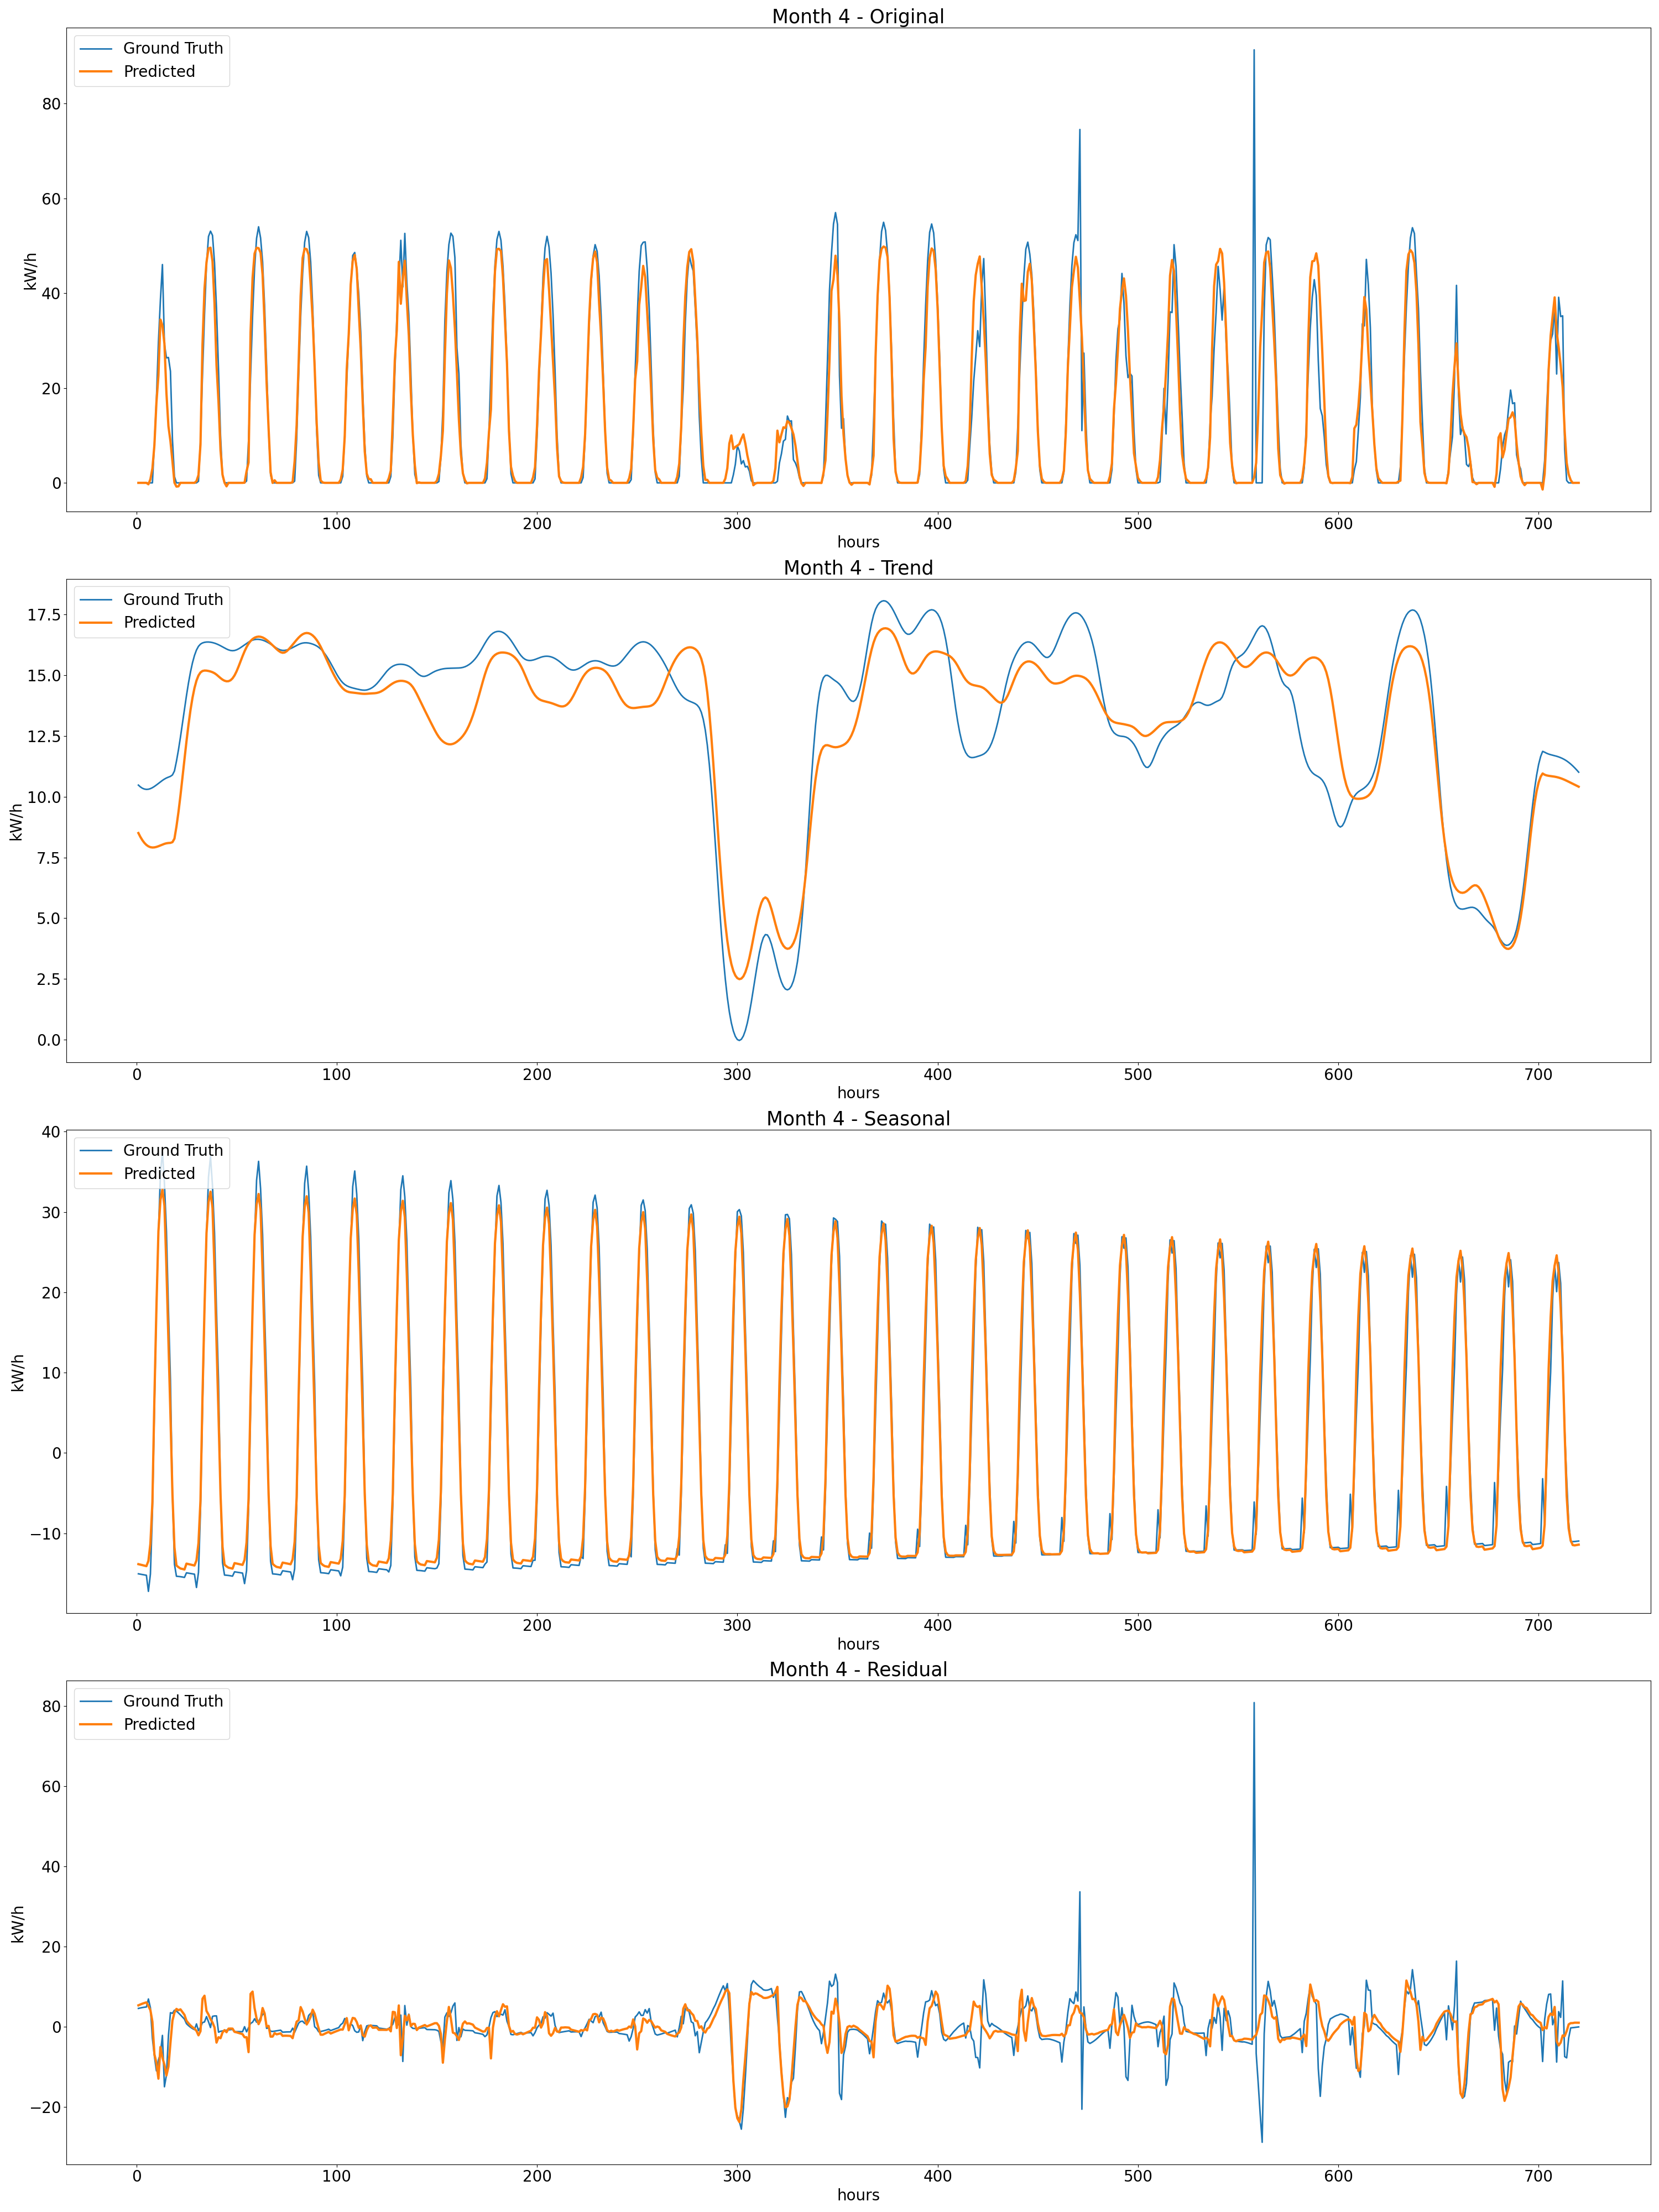 Month 4 - Original
Ground Truth
Predicted
kW/h
80
60
40
20
0
0 100 200 300 400 500 600 700
hours
Month 4 - Trend
Ground Truth
Predicted
kW/h
17.5
15.0
12.5
10.0
7.5
5.0
2.5
0.0
0 100 200 300 400 500 600 700
hours
Month 4 - Seasonal
Ground Truth
Predicted
kW/h
40
30
20
10
0
−10
0 100 200 300 400 500 600 700
hours
Month 4 - Residual
Ground Truth
Predicted
kW/h
80
60
40
20
0
−20
0 100 200 300 400 500 600 700
hours